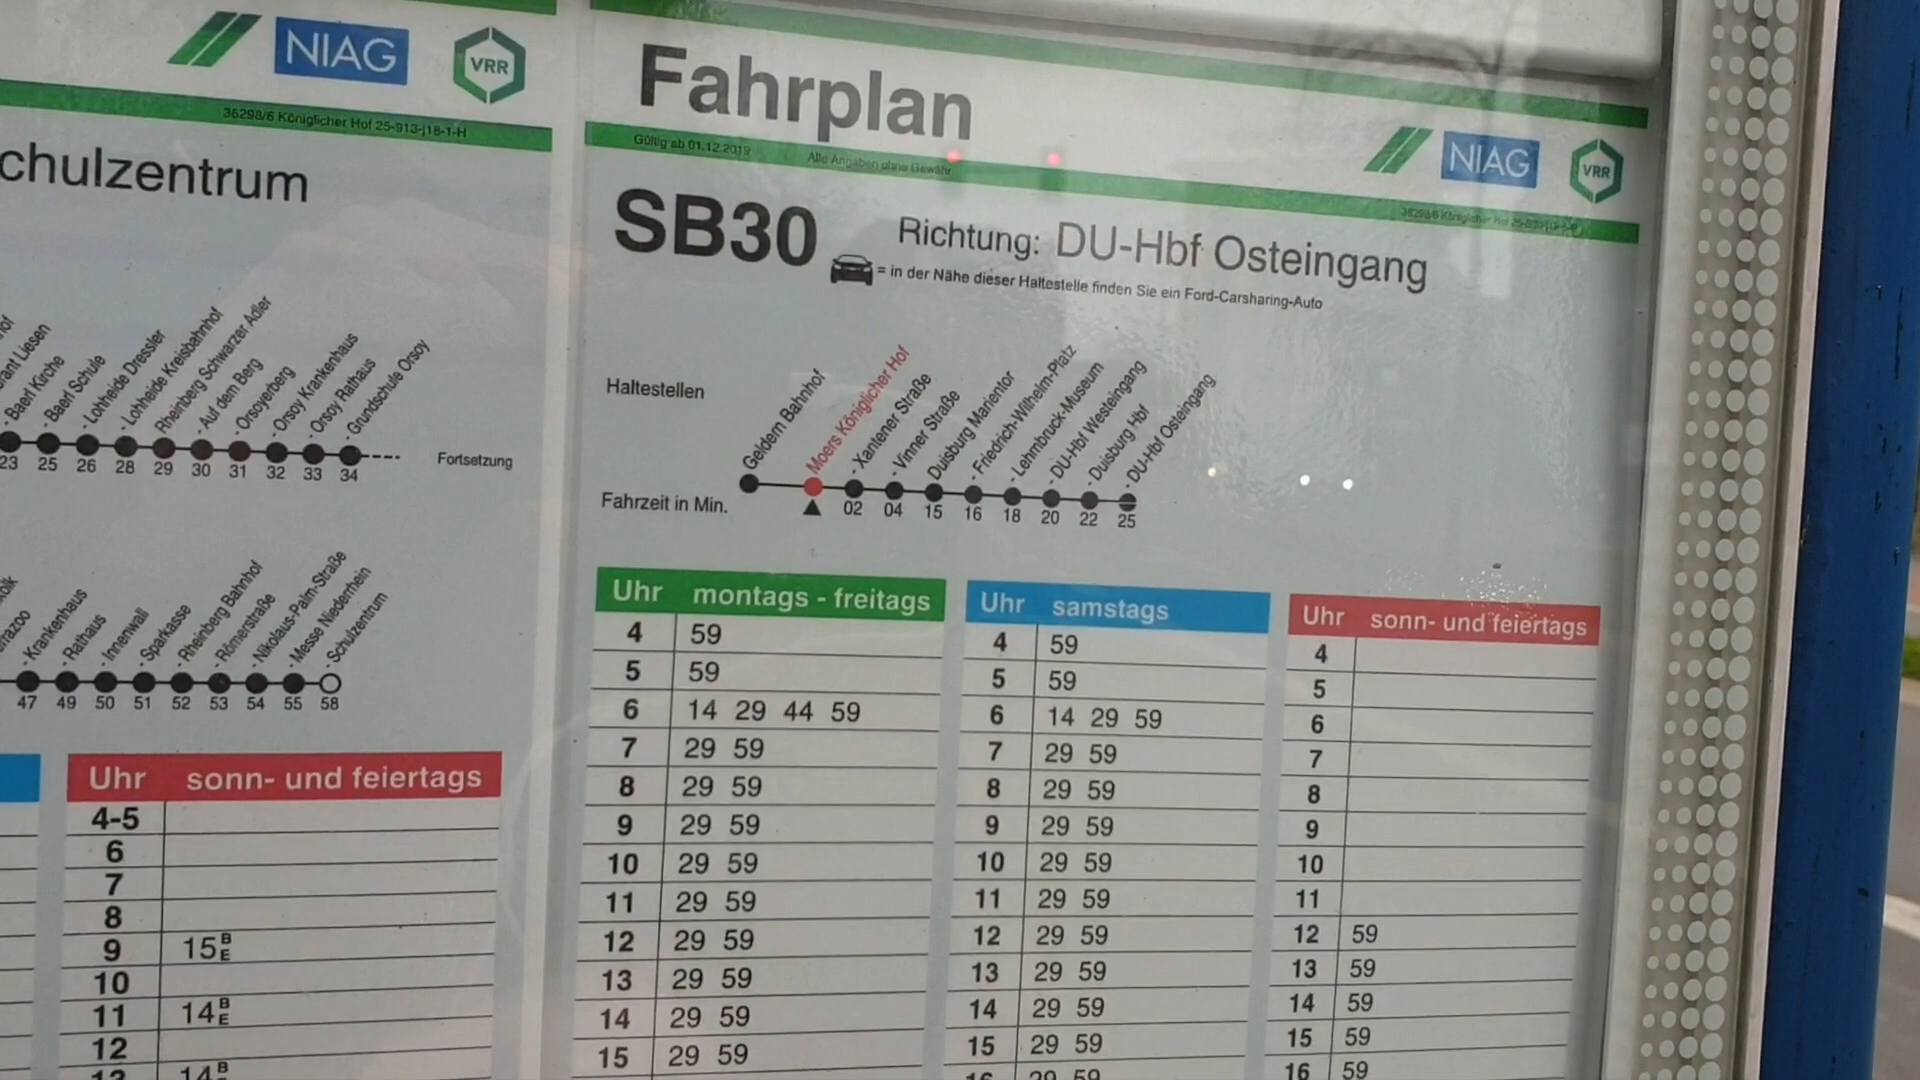 NIAG
VRR
36298/6 Königlicher Hof 25-913-j18-1-H
chulzentrum
Baerl Kirche
Baerl Schule
Lohheide Dressler
Lohheide Kreisbahnhof
Rheinberg Schwarzer Adler
Auf dem Berg
Orsoyerberg
Orsoy Krankenhaus
Orsoy Rathaus
Grundschule Orsoy
23 25 26 28 29 30 31 32 33 34
Fortsetzung
Krankenhaus
Rathaus
Innenwall
Sparkasse
Rheinberg Bahnhof
Römerstraße
Nikolaus-Palm-Straße
Messe Niederrhein
Schulzentrum
47 49 50 51 52 53 54 55 58
Uhr sonn- und feiertags
4-5
6
7
8
9 15 B E
10
11 14 B E
12
13 14 B
Fahrplan
Gültig ab 01.12.2019
Alle Angaben ohne Gewähr
NIAG
VRR
SB30
Richtung: DU-Hbf Osteingang
= in der Nähe dieser Haltestelle finden Sie ein Ford-Carsharing-Auto
Haltestellen
Geldern Bahnhof
Moers Königlicher Hof
- Xantener Straße
- Vinner Straße
Duisburg Marientor
- Friedrich-Wilhelm-Platz
- Lehmbruck-Museum
- DU-Hbf Westeingang
- Duisburg Hbf
- DU-Hbf Osteingang
Fahrzeit in Min.
02 04 15 16 18 20 22 25
Uhr montags - freitags
4 59
5 59
6 14 29 44 59
7 29 59
8 29 59
9 29 59
10 29 59
11 29 59
12 29 59
13 29 59
14 29 59
15 29 59
Uhr samstags
4 59
5 59
6 14 29 59
7 29 59
8 29 59
9 29 59
10 29 59
11 29 59
12 29 59
13 29 59
14 29 59
15 29 59
16 29 59
Uhr sonn- und feiertags
4
5
6
7
8
9
10
11
12 59
13 59
14 59
15 59
16 59